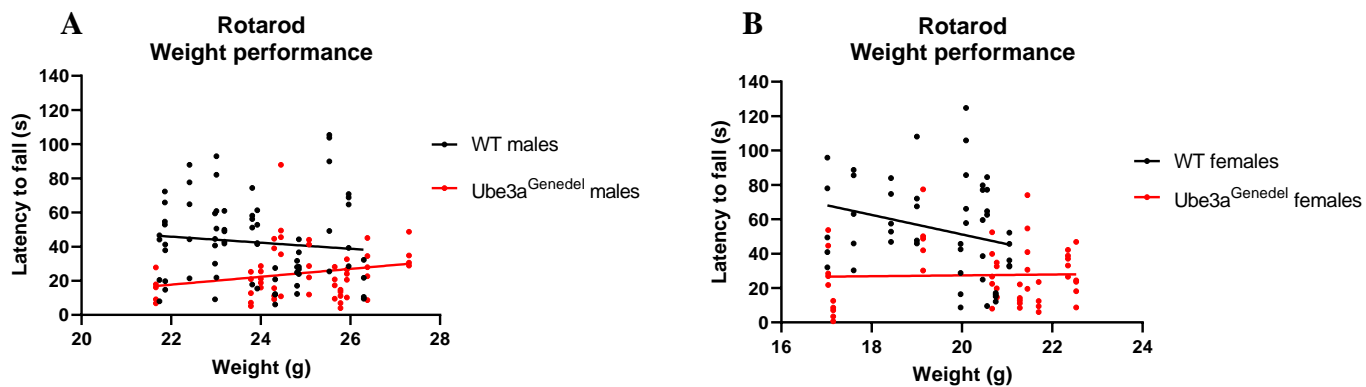 A
Rotarod
Weight performance
140
120
100
80
60
40
20
0
Latency to fall (s)
20
22
24
26
28
Weight (g)
WT males
Ube3a^Genedel males
B
Rotarod
Weight performance
140
120
100
80
60
40
20
0
Latency to fall (s)
16
18
20
22
24
Weight (g)
WT females
Ube3a^Genedel females